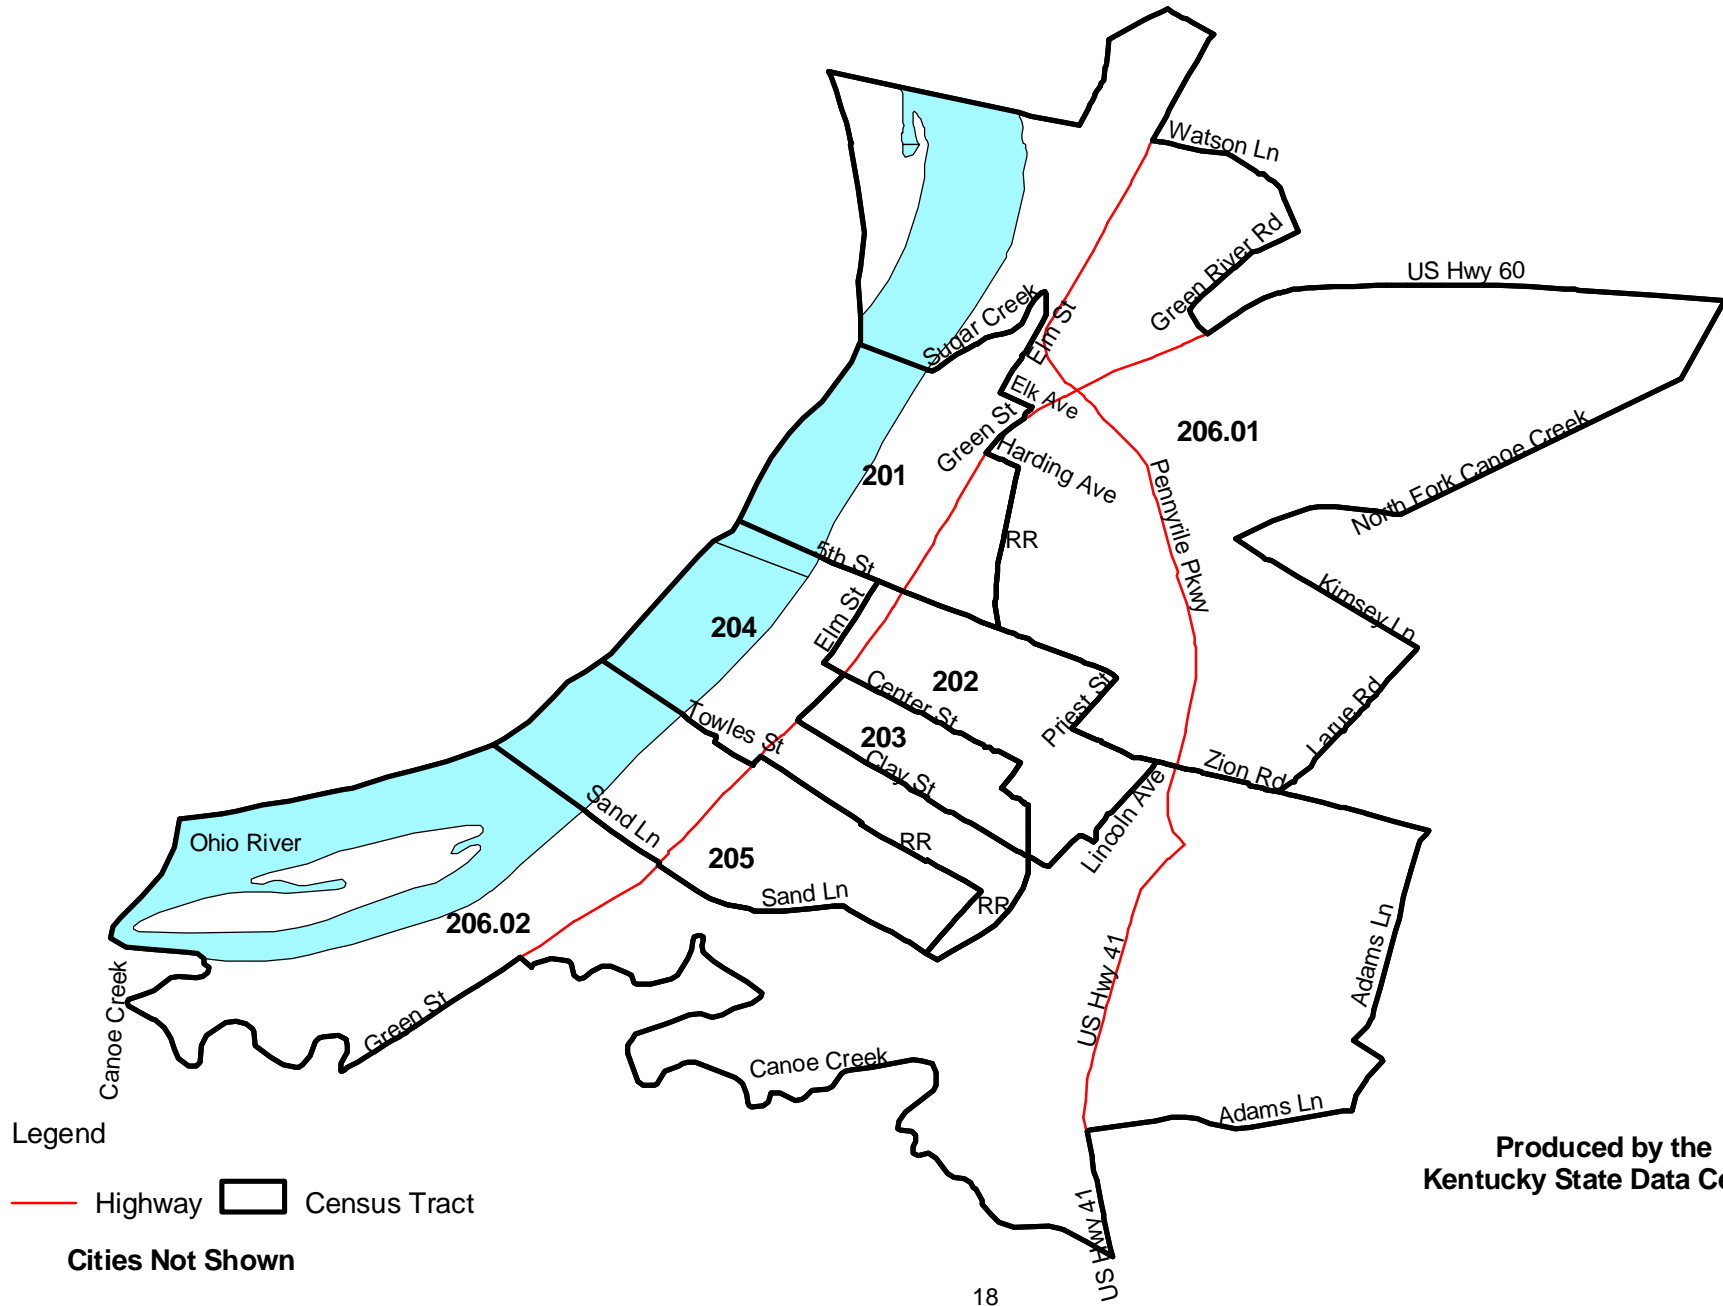 Watson Ln
Green River Rd
US Hwy 60
Sugar Creek
Elm St
Elk Ave
Green St
Harding Ave
206.01
201
North Fork Canoe Creek
Pennyrile Pkwy
RR
5th St
Elm St
204
Kimsey Ln
202
Center St
Priest St
Larue Rd
Towles St
203
Clay St
Zion Rd
Lincoln Ave
Sand Ln
Ohio River
RR
205
Sand Ln
RR
206.02
Adams Ln
US Hwy 41
Canoe Creek
Green St
Canoe Creek
Adams Ln
Legend
Produced by the
Kentucky State Data
Highway
Census Tract
US Hwy 41
Cities Not Shown
18